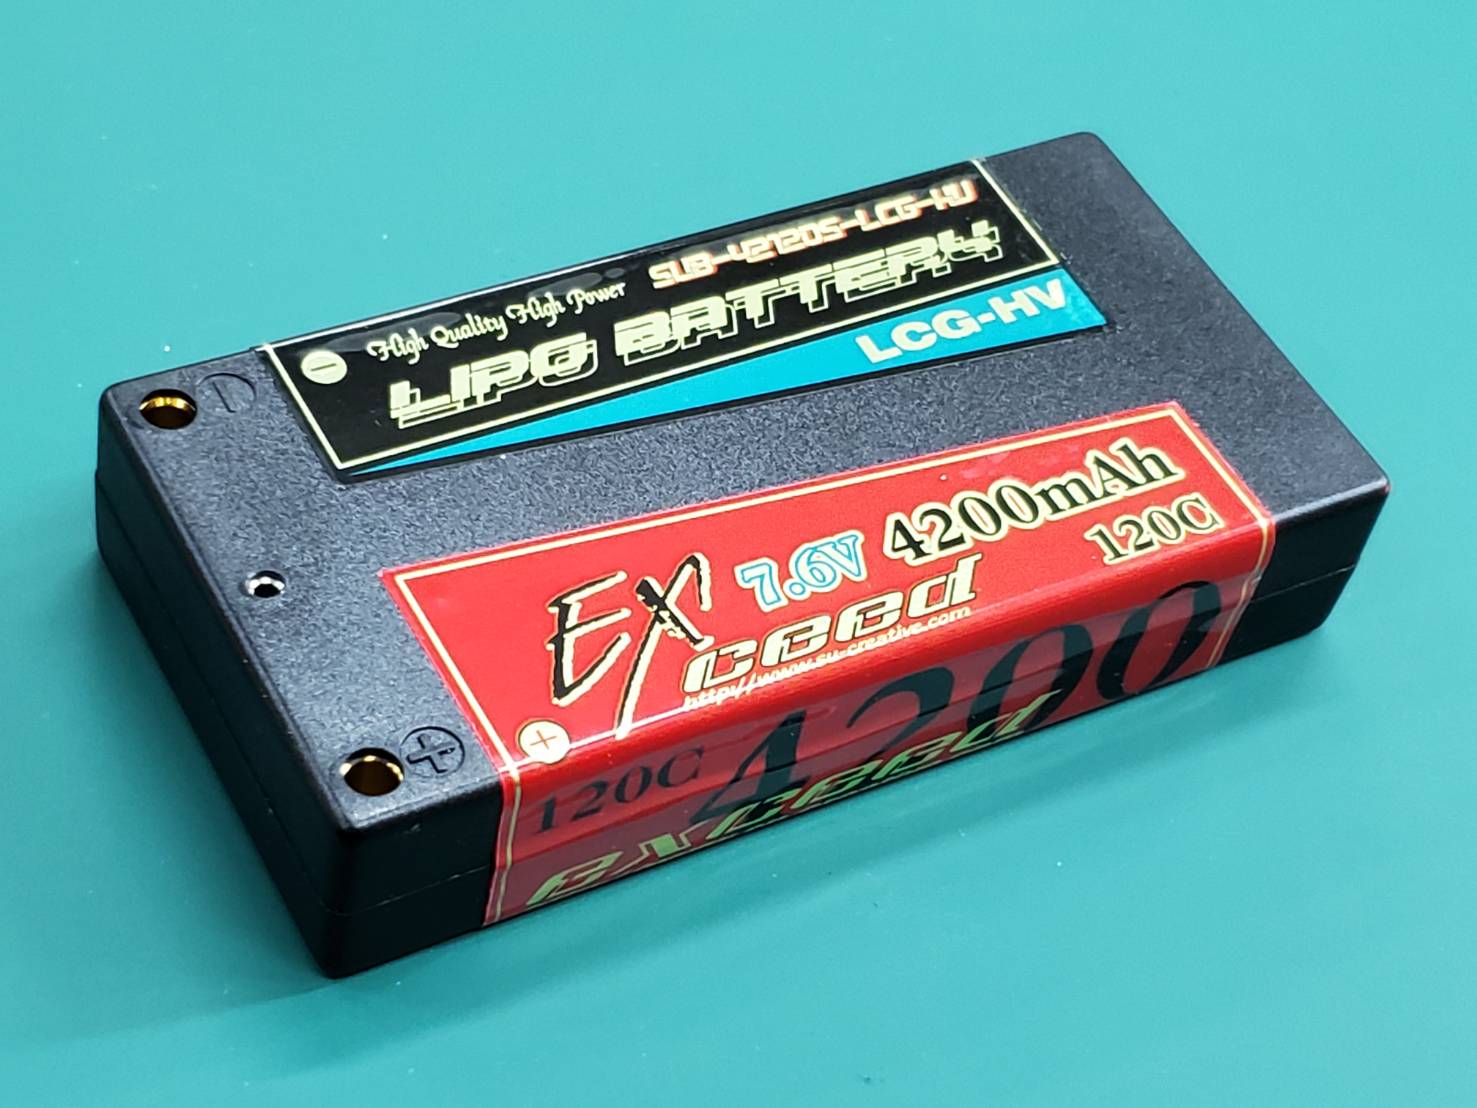 SUB-42120S-LCG-HV
High Quality High Power
LIPO BATTERY
LCG-HV
4200mAh
7.6V
120C
EXceed
http://www.su-creative.com
120C
4200
EXceed